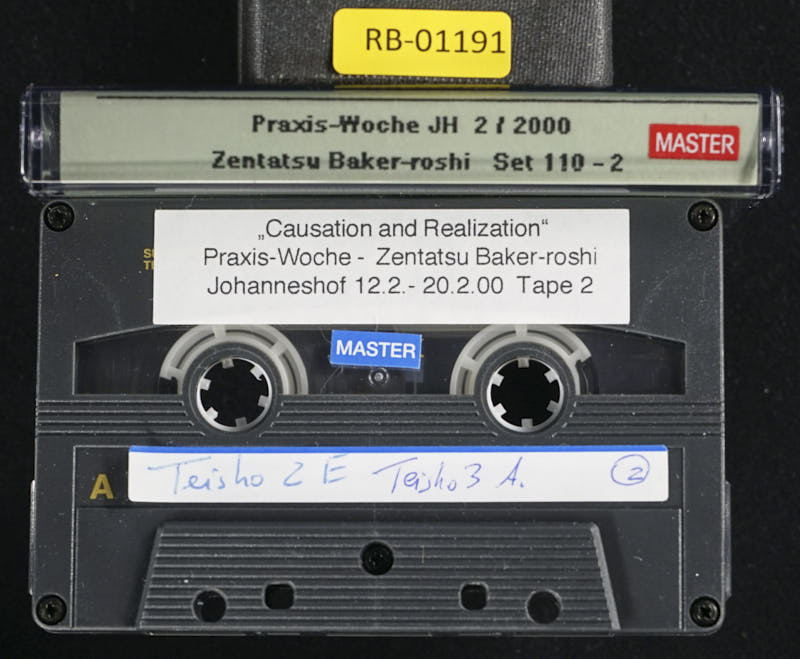 RB-01191
Praxis-Woche JH 2 / 2000
MASTER
Zentatsu Baker-roshi Set 110 - 2
„Causation and Realization“
Praxis-Woche - Zentatsu Baker-roshi
Johanneshof 12.2.- 20.2.00 Tape 2
MASTER
A
Teisho 2 E Teisho 3 A.
2